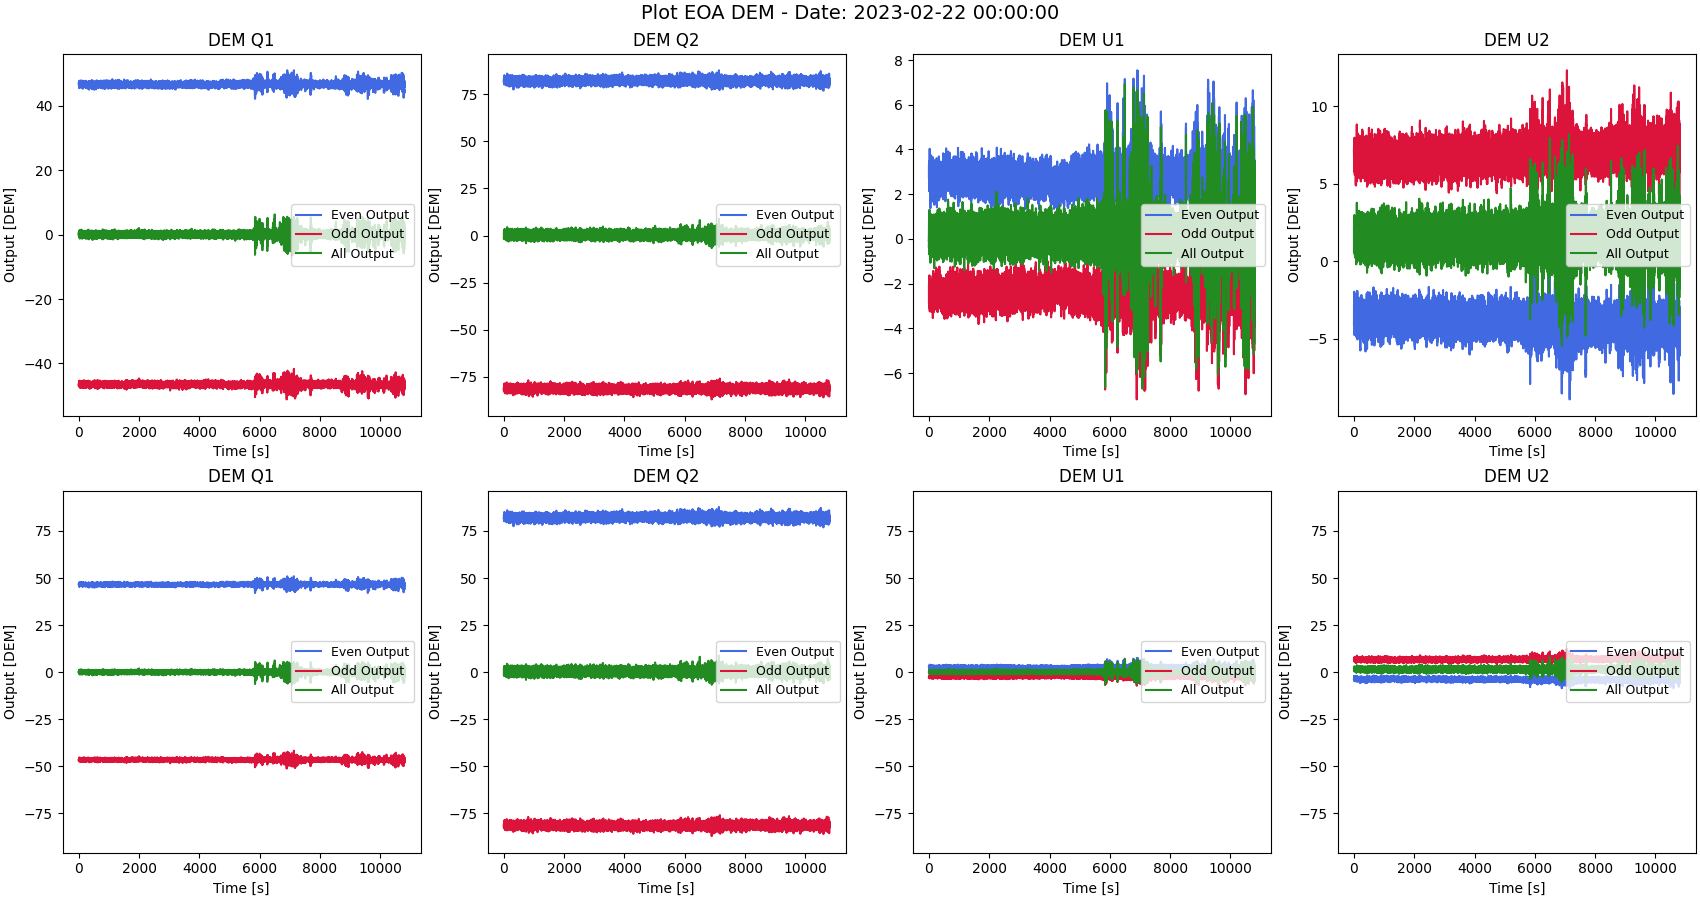 Plot EOA DEM - Date: 2023-02-22 00:00:00
DEM Q1
Output [DEM]
40
20
0
−20
−40
0 2000 4000 6000 8000 10000
Time [s]
Even Output
Odd Output
All Output
DEM Q2
Output [DEM]
75
50
25
0
−25
−50
−75
0 2000 4000 6000 8000 10000
Time [s]
Even Output
Odd Output
All Output
DEM U1
Output [DEM]
8
6
4
2
0
−2
−4
−6
0 2000 4000 6000 8000 10000
Time [s]
Even Output
Odd Output
All Output
DEM U2
Output [DEM]
10
5
0
−5
0 2000 4000 6000 8000 10000
Time [s]
Even Output
Odd Output
All Output
DEM Q1
Output [DEM]
75
50
25
0
−25
−50
−75
0 2000 4000 6000 8000 10000
Time [s]
Even Output
Odd Output
All Output
DEM Q2
Output [DEM]
75
50
25
0
−25
−50
−75
0 2000 4000 6000 8000 10000
Time [s]
Even Output
Odd Output
All Output
DEM U1
Output [DEM]
75
50
25
0
−25
−50
−75
0 2000 4000 6000 8000 10000
Time [s]
Even Output
Odd Output
All Output
DEM U2
Output [DEM]
75
50
25
0
−25
−50
−75
0 2000 4000 6000 8000 10000
Time [s]
Even Output
Odd Output
All Output